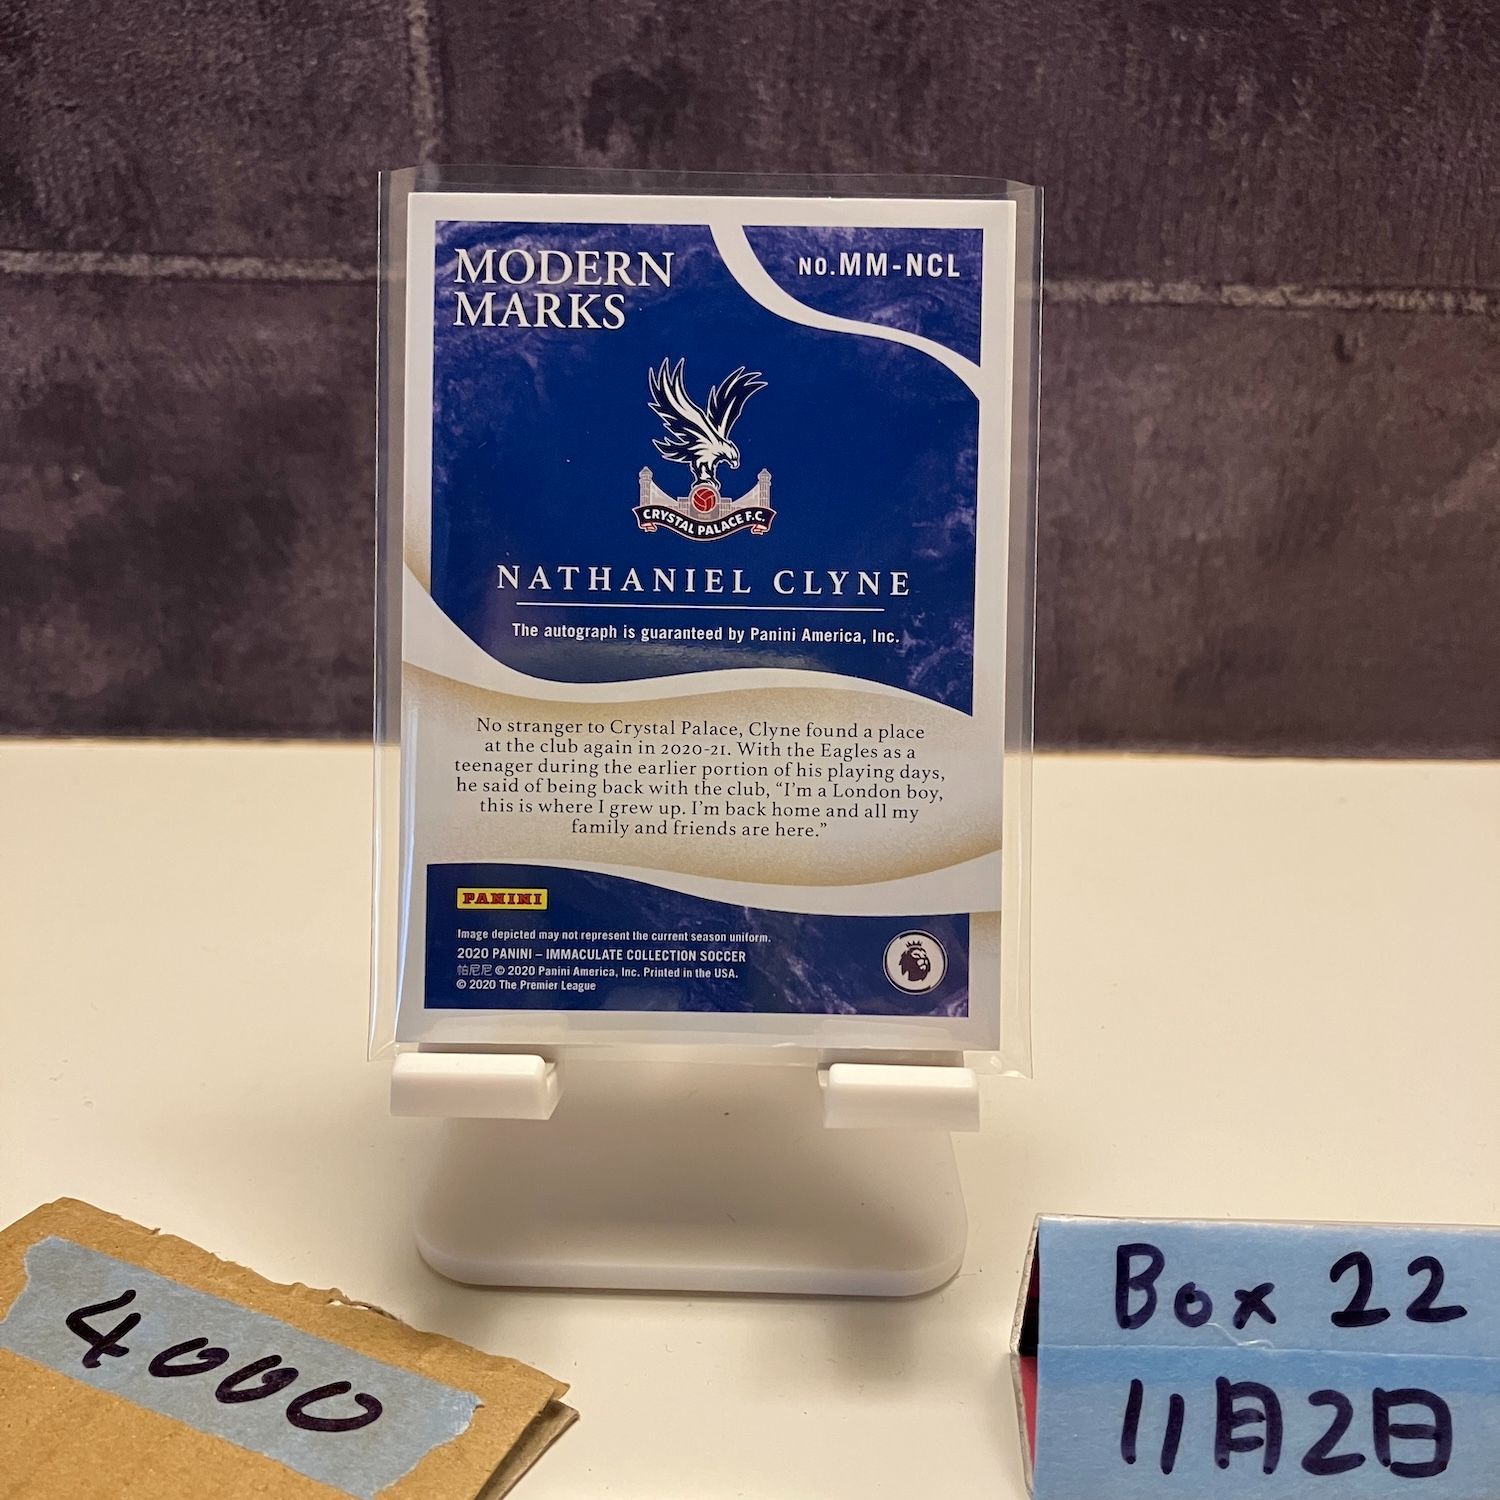 MODERN
MARKS
NO.MM-NCL
CRYSTAL PALACE F.C.
NATHANIEL CLYNE
The autograph is guaranteed by Panini America, Inc.
No stranger to Crystal Palace, Clyne found a place
at the club again in 2020-21. With the Eagles as a
teenager during the earlier portion of his playing days,
he said of being back with the club, “I’m a London boy,
this is where I grew up. I’m back home and all my
family and friends are here.”
PANINI
Image depicted may not represent the current season uniform.
2020 PANINI – IMMACULATE COLLECTION SOCCER
帕尼尼 © 2020 Panini America, Inc. Printed in the USA.
© 2020 The Premier League
4000
Box 22
11月2日